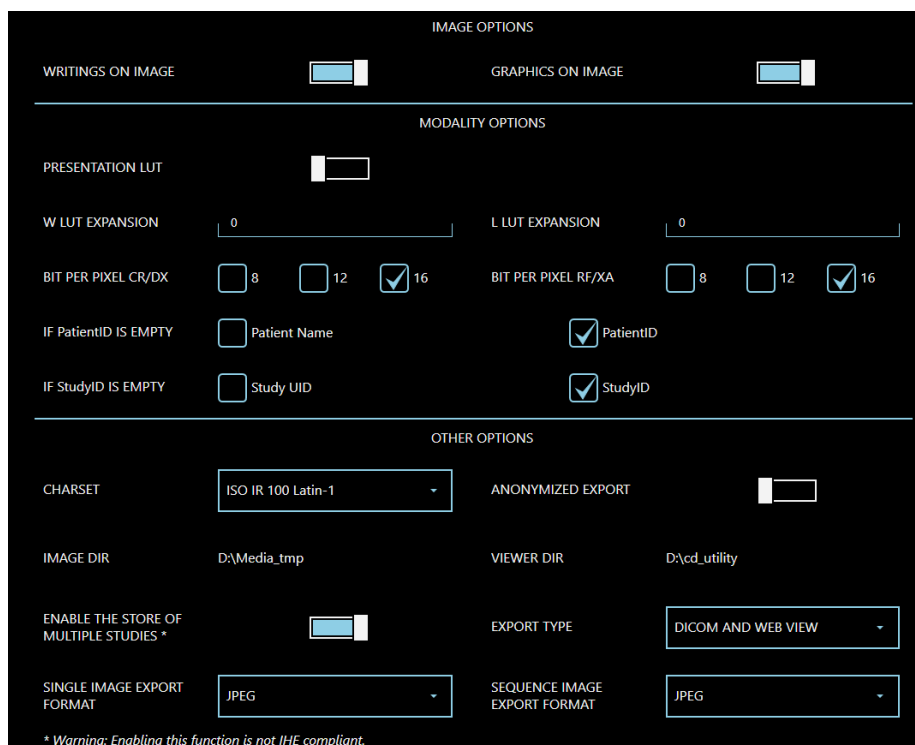 IMAGE OPTIONS
WRITINGS ON IMAGE GRAPHICS ON IMAGE
MODALITY OPTIONS
PRESENTATION LUT
W LUT EXPANSION 0 L LUT EXPANSION 0
BIT PER PIXEL CR/DX 8 12 16 BIT PER PIXEL RF/XA 8 12 16
IF PatientID IS EMPTY Patient Name PatientID
IF StudyID IS EMPTY Study UID StudyID
OTHER OPTIONS
CHARSET ISO IR 100 Latin-1 ANONYMIZED EXPORT
IMAGE DIR D:\Media_tmp VIEWER DIR D:\cd_utility
ENABLE THE STORE OF
MULTIPLE STUDIES * EXPORT TYPE DICOM AND WEB VIEW
SINGLE IMAGE EXPORT
FORMAT JPEG SEQUENCE IMAGE
EXPORT FORMAT JPEG
* Warning: Enabling this function is not IHE compliant.